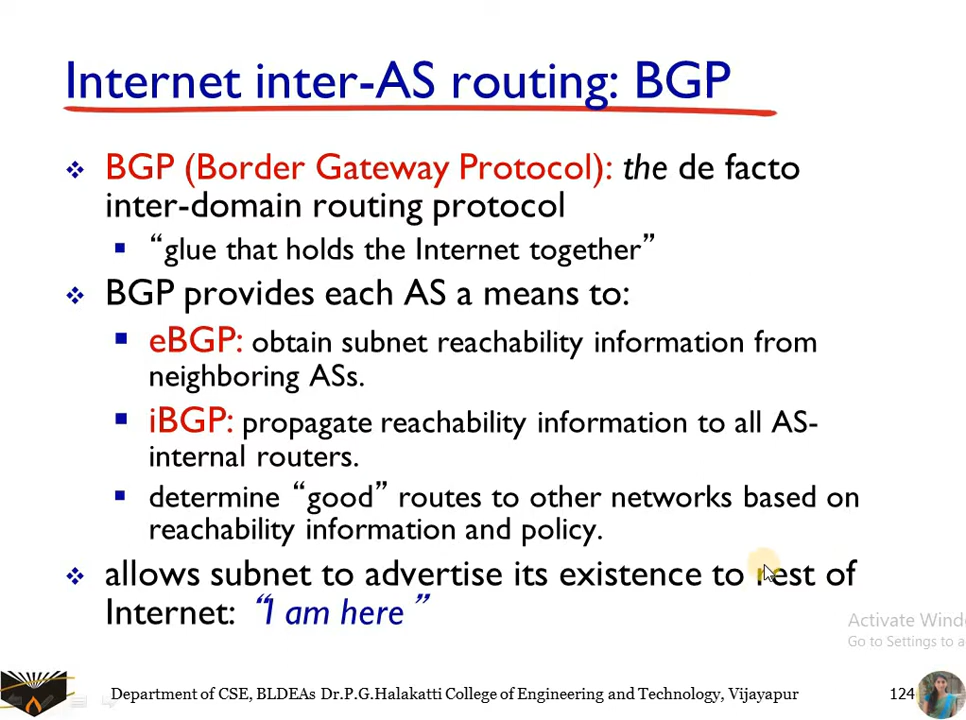 Internet inter-AS routing: BGP
BGP (Border Gateway Protocol): the de facto
inter-domain routing protocol
“glue that holds the Internet together”
BGP provides each AS a means to:
eBGP: obtain subnet reachability information from
neighboring ASs.
iBGP: propagate reachability information to all AS-
internal routers.
determine “good” routes to other networks based on
reachability information and policy.
allows subnet to advertise its existence to rest of
Internet: “I am here”
Activate Wind
Go to Settings to a
Department of CSE, BLDEAs Dr.P.G.Halakatti College of Engineering and Technology, Vijayapur
124